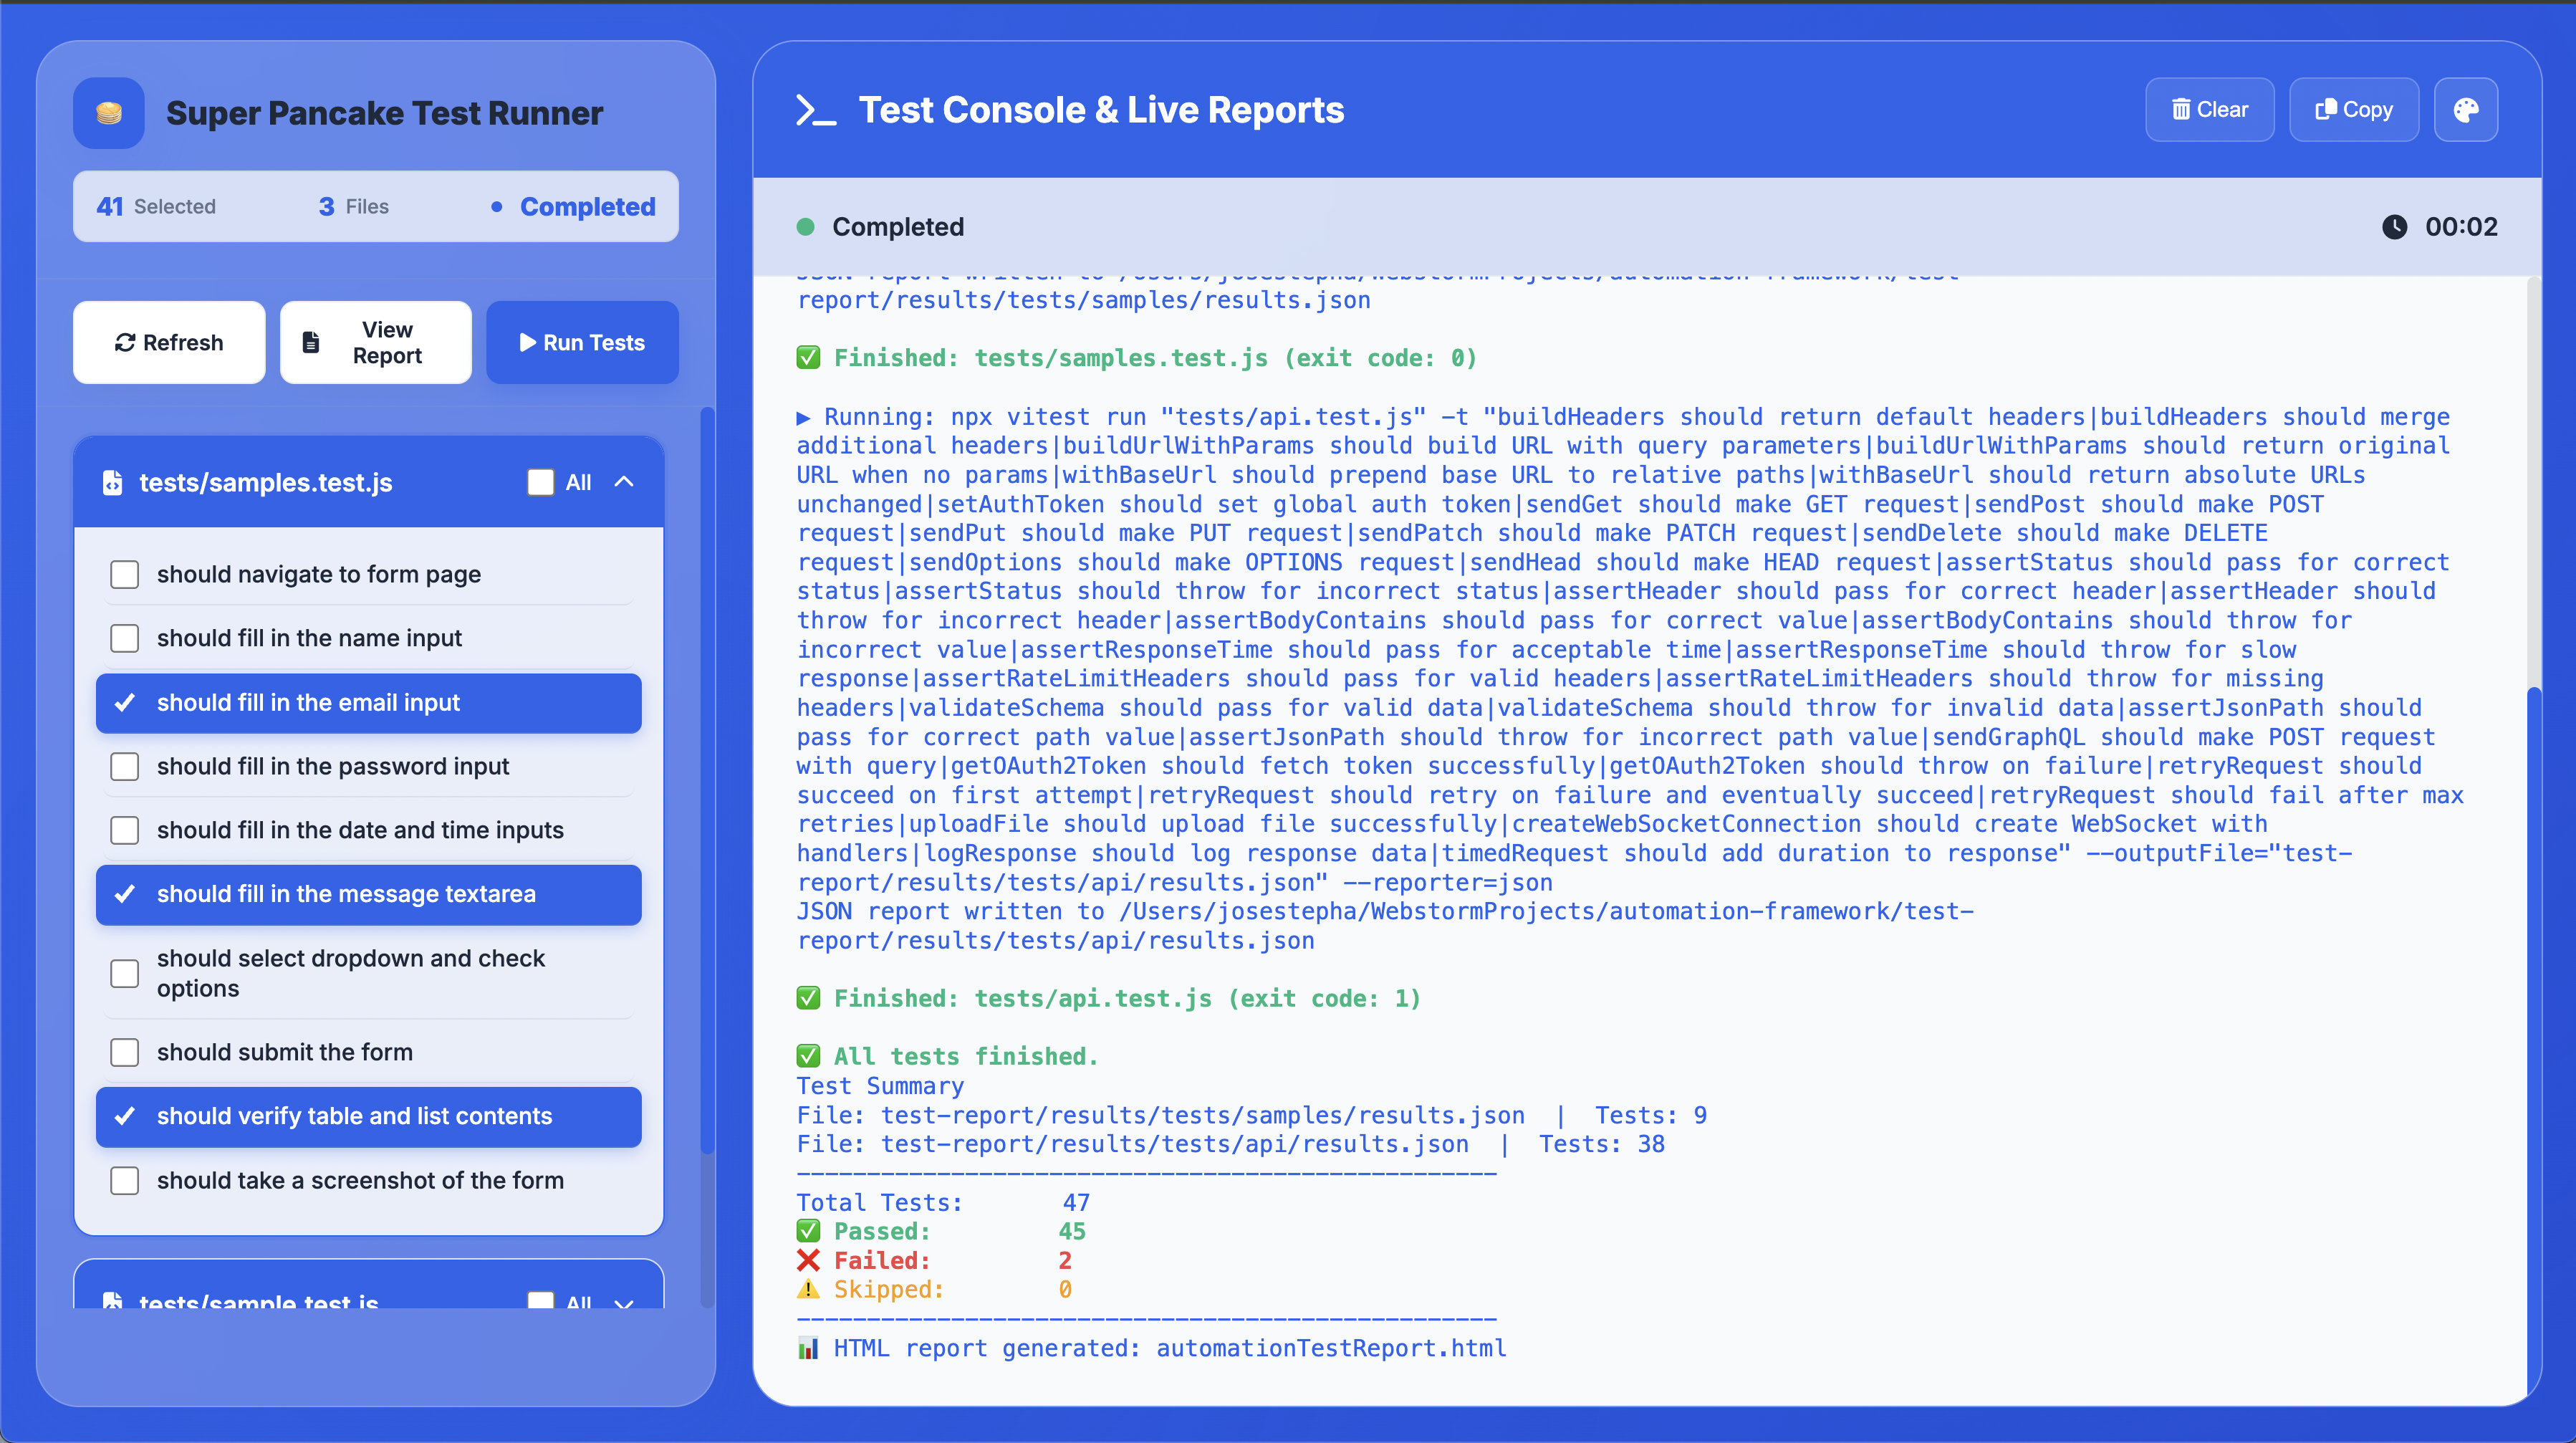 Super Pancake Test Runner
41 Selected
3 Files
Completed
Refresh
View
Report
Run Tests
tests/samples.test.js
All
should navigate to form page
should fill in the name input
should fill in the email input
should fill in the password input
should fill in the date and time inputs
should fill in the message textarea
should select dropdown and check
options
should submit the form
should verify table and list contents
should take a screenshot of the form
tests/sample.test.js
All
Test Console & Live Reports
Clear
Copy
Completed
00:02
JSON report written to /Users/josestepha/WebstormProjects/automation-framework/test-
report/results/tests/samples/results.json
✅ Finished: tests/samples.test.js (exit code: 0)
▶ Running: npx vitest run "tests/api.test.js" -t "buildHeaders should return default headers|buildHeaders should merge
additional headers|buildUrlWithParams should build URL with query parameters|buildUrlWithParams should return original
URL when no params|withBaseUrl should prepend base URL to relative paths|withBaseUrl should return absolute URLs
unchanged|setAuthToken should set global auth token|sendGet should make GET request|sendPost should make POST
request|sendPut should make PUT request|sendPatch should make PATCH request|sendDelete should make DELETE
request|sendOptions should make OPTIONS request|sendHead should make HEAD request|assertStatus should pass for correct
status|assertStatus should throw for incorrect status|assertHeader should pass for correct header|assertHeader should
throw for incorrect header|assertBodyContains should pass for correct value|assertBodyContains should throw for
incorrect value|assertResponseTime should pass for acceptable time|assertResponseTime should throw for slow
response|assertRateLimitHeaders should pass for valid headers|assertRateLimitHeaders should throw for missing
headers|validateSchema should pass for valid data|validateSchema should throw for invalid data|assertJsonPath should
pass for correct path value|assertJsonPath should throw for incorrect path value|sendGraphQL should make POST request
with query|getOAuth2Token should fetch token successfully|getOAuth2Token should throw on failure|retryRequest should
succeed on first attempt|retryRequest should retry on failure and eventually succeed|retryRequest should fail after max
retries|uploadFile should upload file successfully|createWebSocketConnection should create WebSocket with
handlers|logResponse should log response data|timedRequest should add duration to response" --outputFile="test-
report/results/tests/api/results.json" --reporter=json
JSON report written to /Users/josestepha/WebstormProjects/automation-framework/test-
report/results/tests/api/results.json
✅ Finished: tests/api.test.js (exit code: 1)
✅ All tests finished.
Test Summary
File: test-report/results/tests/samples/results.json | Tests: 9
File: test-report/results/tests/api/results.json | Tests: 38
--------------------------------------------------
Total Tests: 47
✅ Passed: 45
❌ Failed: 2
⚠️ Skipped: 0
--------------------------------------------------
📊 HTML report generated: automationTestReport.html